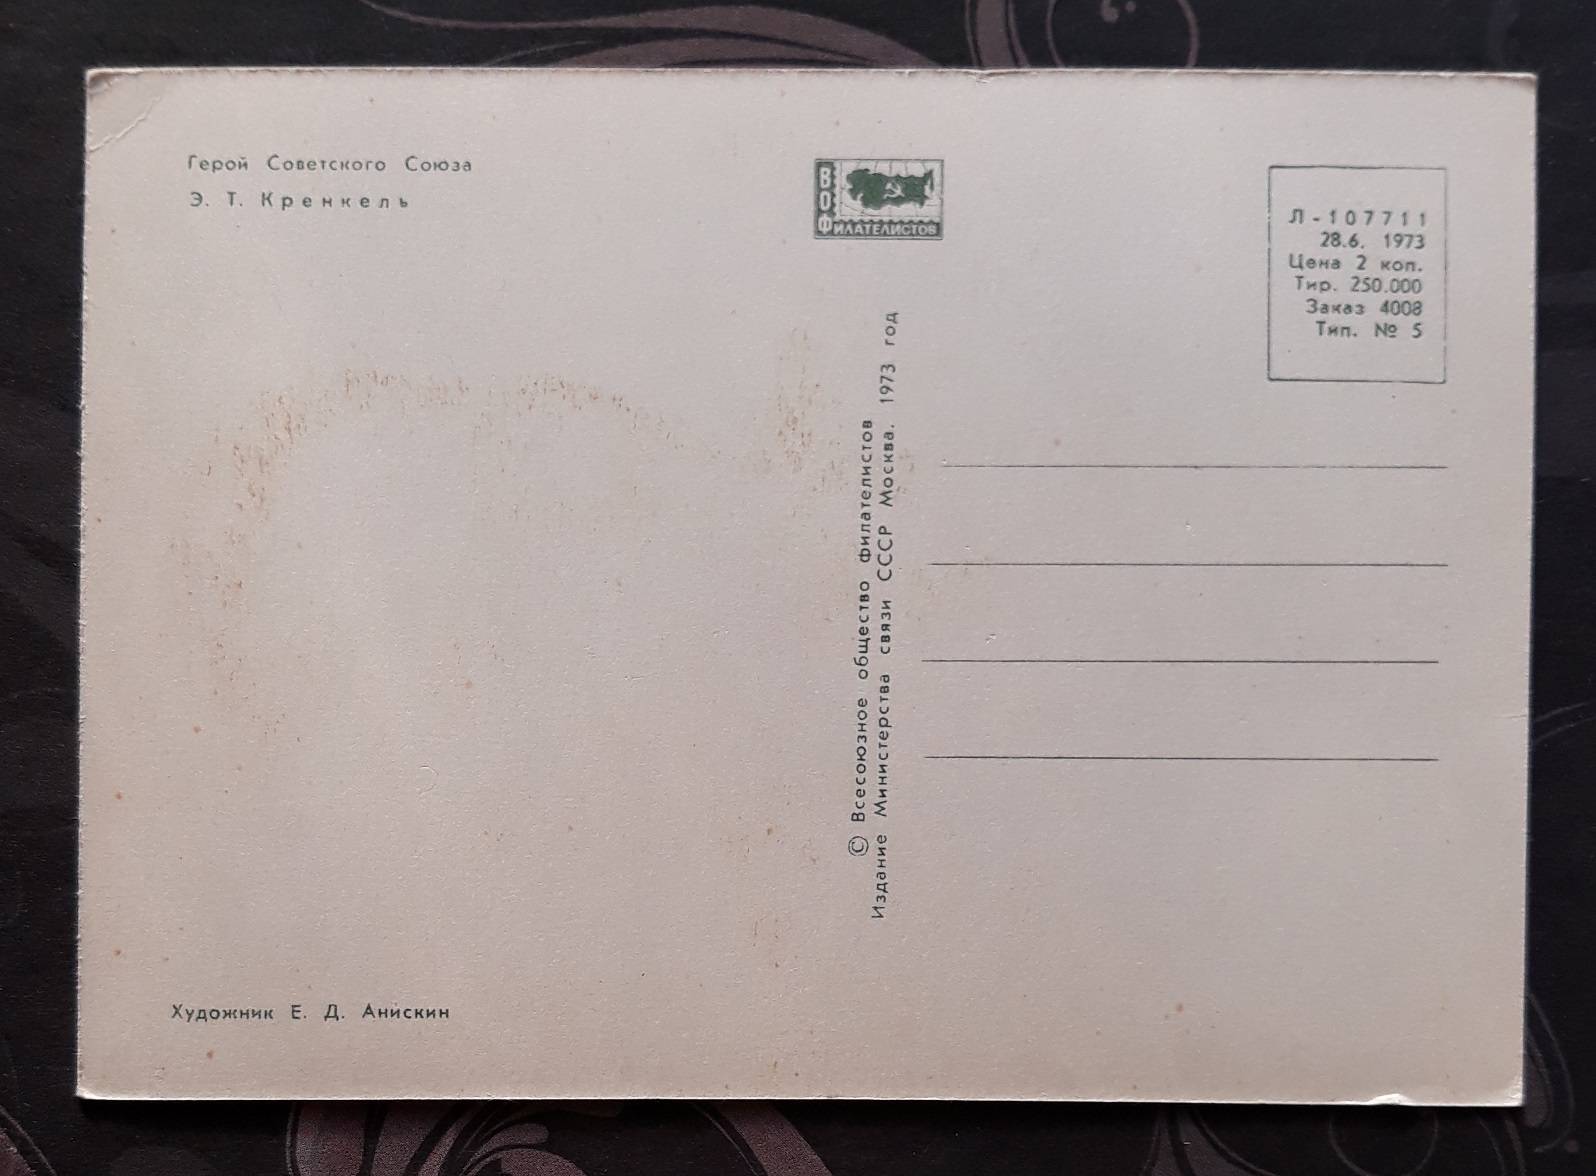 Герой Советского Союза
Э. Т. Кренкель
ВО
ФИЛАТЕЛИСТОВ
Л-107711
28.6. 1973
Цена 2 коп.
Тир. 250.000
Заказ 4008
Тип. № 5
© Всесоюзное общество филателистов
Издание Министерства связи СССР Москва. 1973 год
Художник Е. Д. Анискин